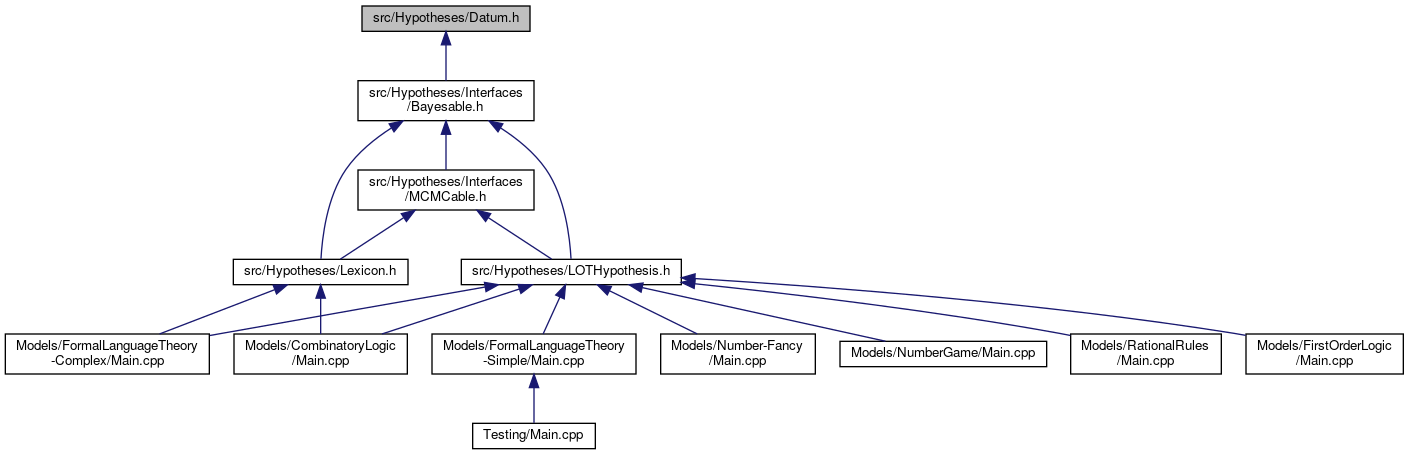 src/Hypotheses/Datum.h
src/Hypotheses/Interfaces
/Bayesable.h
src/Hypotheses/Interfaces
/MCMCable.h
src/Hypotheses/Lexicon.h
src/Hypotheses/LOTHypothesis.h
Models/FormalLanguageTheory
-Complex/Main.cpp
Models/CombinatoryLogic
/Main.cpp
Models/FormalLanguageTheory
-Simple/Main.cpp
Models/Number-Fancy
/Main.cpp
Models/NumberGame/Main.cpp
Models/RationalRules
/Main.cpp
Models/FirstOrderLogic
/Main.cpp
Testing/Main.cpp